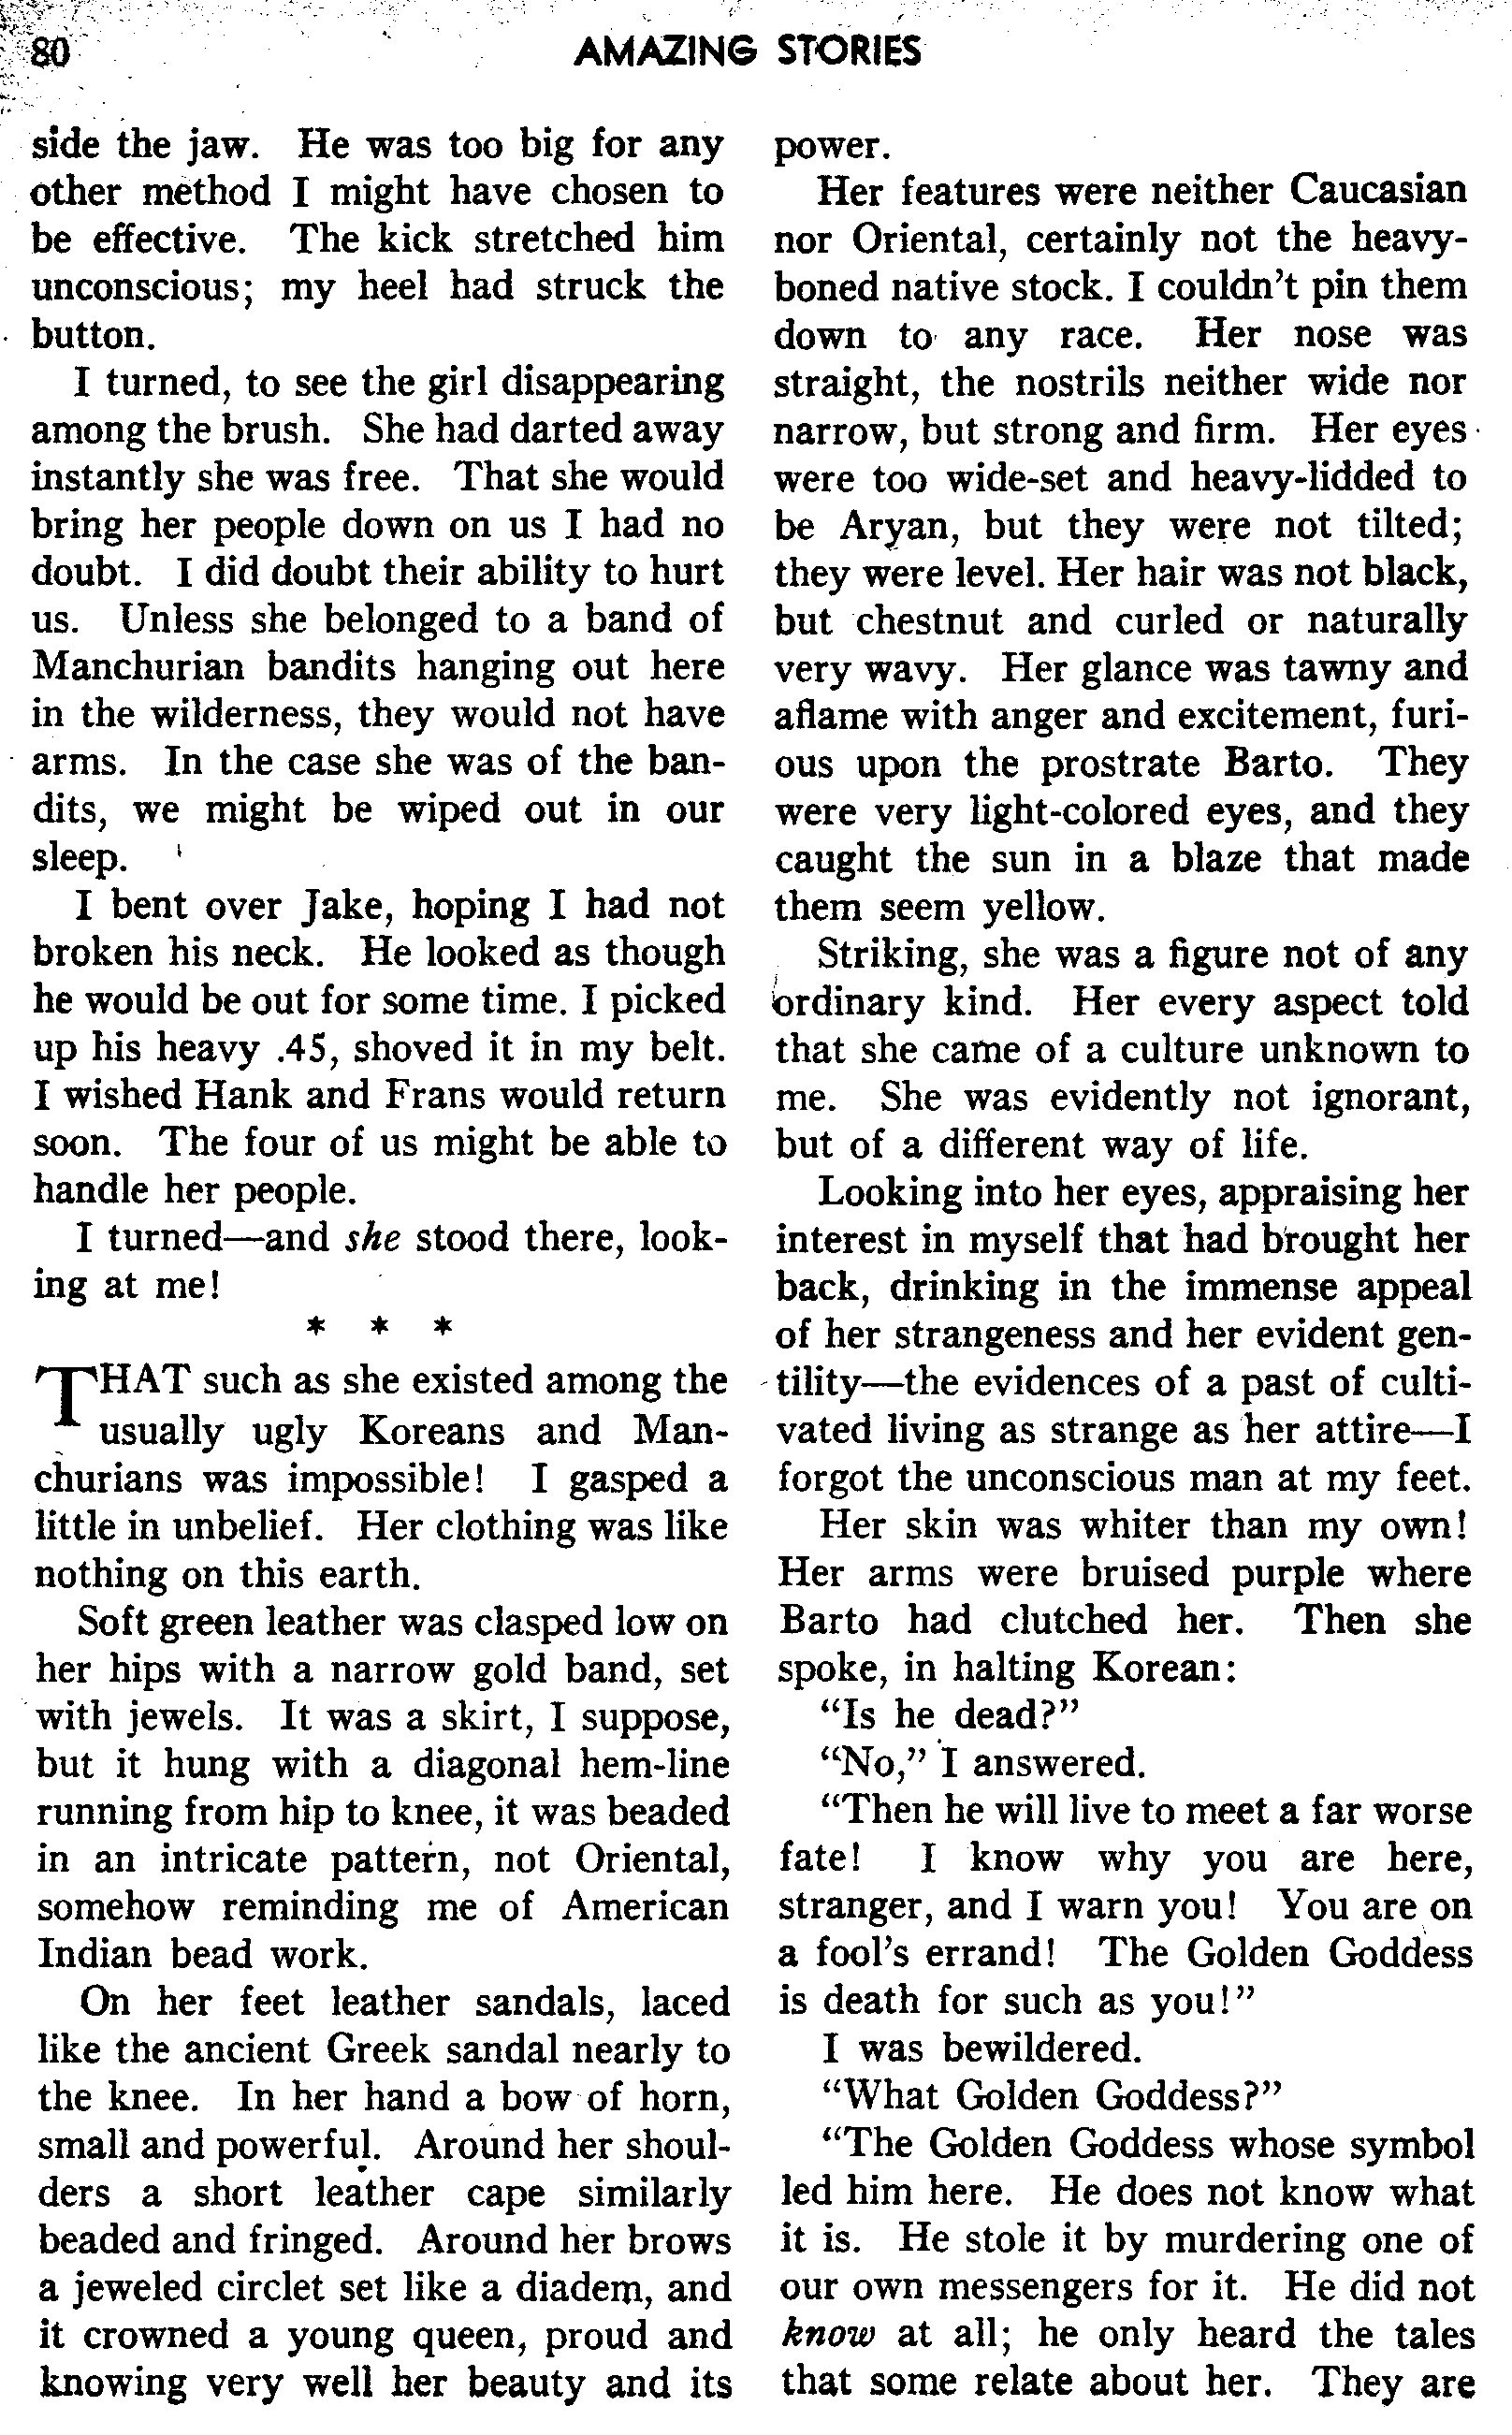 80
AMAZING STORIES
side the jaw. He was too big for any
other method I might have chosen to
be effective. The kick stretched him
unconscious; my heel had struck the
button.
I turned, to see the girl disappearing
among the brush. She had darted away
instantly she was free. That she would
bring her people down on us I had no
doubt. I did doubt their ability to hurt
us. Unless she belonged to a band of
Manchurian bandits hanging out here
in the wilderness, they would not have
arms. In the case she was of the ban-
dits, we might be wiped out in our
sleep.
I bent over Jake, hoping I had not
broken his neck. He looked as though
he would be out for some time. I picked
up his heavy .45, shoved it in my belt.
I wished Hank and Frans would return
soon. The four of us might be able to
handle her people.
I turned—and she stood there, look-
ing at me!
* * *
THAT such as she existed among the
usually ugly Koreans and Man-
churians was impossible! I gasped a
little in unbelief. Her clothing was like
nothing on this earth.
Soft green leather was clasped low on
her hips with a narrow gold band, set
with jewels. It was a skirt, I suppose,
but it hung with a diagonal hem-line
running from hip to knee, it was beaded
in an intricate pattern, not Oriental,
somehow reminding me of American
Indian bead work.
On her feet leather sandals, laced
like the ancient Greek sandal nearly to
the knee. In her hand a bow of horn,
small and powerful. Around her shoul-
ders a short leather cape similarly
beaded and fringed. Around her brows
a jeweled circlet set like a diadem, and
it crowned a young queen, proud and
knowing very well her beauty and its
power.
Her features were neither Caucasian
nor Oriental, certainly not the heavy-
boned native stock. I couldn't pin them
down to any race. Her nose was
straight, the nostrils neither wide nor
narrow, but strong and firm. Her eyes
were too wide-set and heavy-lidded to
be Aryan, but they were not tilted;
they were level. Her hair was not black,
but chestnut and curled or naturally
very wavy. Her glance was tawny and
aflame with anger and excitement, furi-
ous upon the prostrate Barto. They
were very light-colored eyes, and they
caught the sun in a blaze that made
them seem yellow.
Striking, she was a figure not of any
ordinary kind. Her every aspect told
that she came of a culture unknown to
me. She was evidently not ignorant,
but of a different way of life.
Looking into her eyes, appraising her
interest in myself that had brought her
back, drinking in the immense appeal
of her strangeness and her evident gen-
tility—the evidences of a past of culti-
vated living as strange as her attire—I
forgot the unconscious man at my feet.
Her skin was whiter than my own!
Her arms were bruised purple where
Barto had clutched her. Then she
spoke, in halting Korean:
“Is he dead?”
“No,” I answered.
“Then he will live to meet a far worse
fate! I know why you are here,
stranger, and I warn you! You are on
a fool's errand! The Golden Goddess
is death for such as you!”
I was bewildered.
“What Golden Goddess?”
“The Golden Goddess whose symbol
led him here. He does not know what
it is. He stole it by murdering one of
our own messengers for it. He did not
know at all; he only heard the tales
that some relate about her. They are